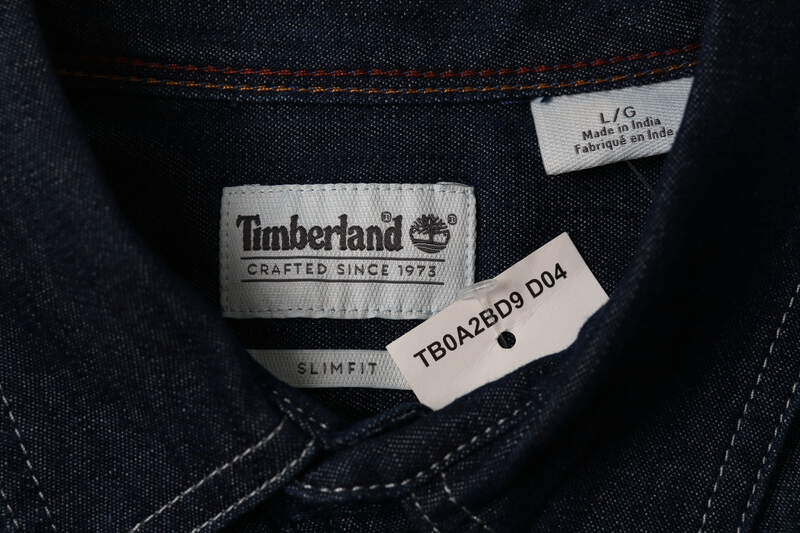 L/G
Made in India
Fabriqué en Inde
Timberland®
CRAFTED SINCE 1973
TB0A2BD9 D04
SLIMFIT